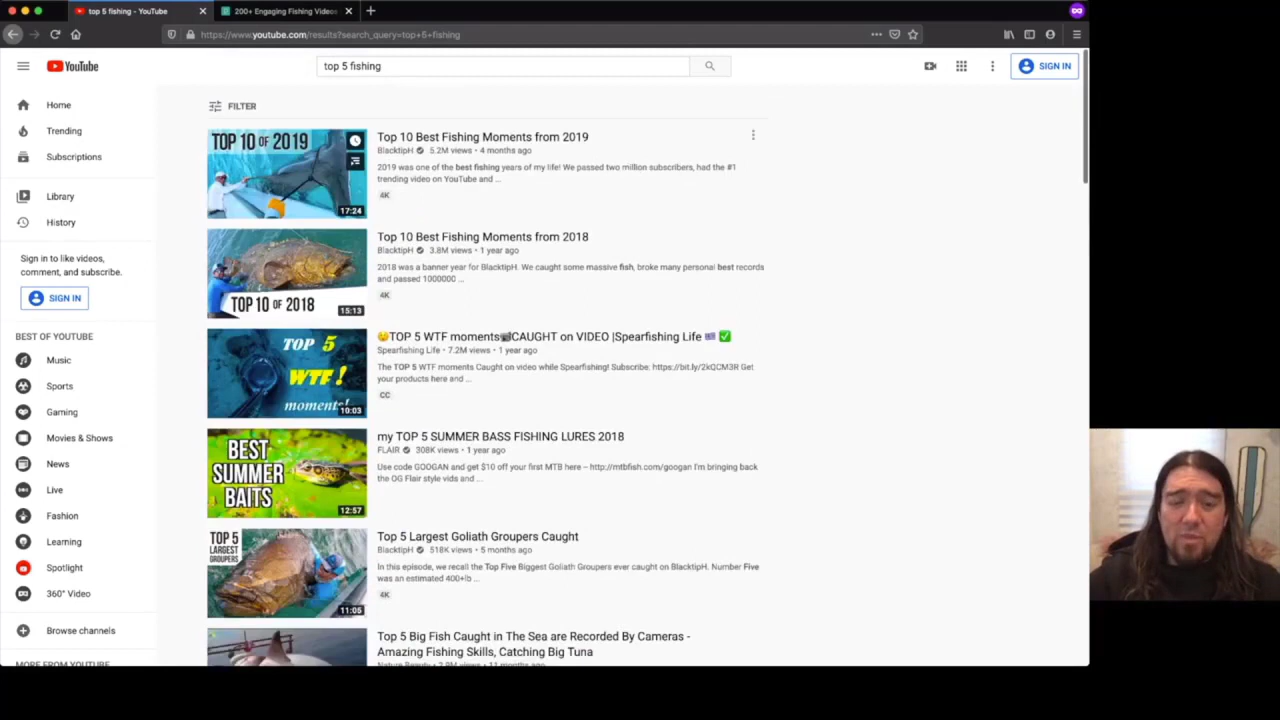 top 5 fishing - YouTube
200+ Engaging Fishing Videos
https://www.youtube.com/results?search_query=top+5+fishing
YouTube
top 5 fishing
SIGN IN
Home
Trending
Subscriptions
Library
History
Sign in to like videos,
comment, and subscribe.
SIGN IN
BEST OF YOUTUBE
Music
Sports
Gaming
Movies & Shows
News
Live
Fashion
Learning
Spotlight
360° Video
Browse channels
MORE FROM YOUTUBE
FILTER
TOP 10 OF 2019
17:24
Top 10 Best Fishing Moments from 2019
BlacktipH 5.2M views • 4 months ago
2019 was one of the best fishing years of my life! We passed two million subscribers, had the #1
trending video on YouTube and ...
4K
TOP 10 OF 2018
15:13
Top 10 Best Fishing Moments from 2018
BlacktipH 3.8M views • 1 year ago
2018 was a banner year for BlacktipH. We caught some massive fish, broke many personal best records
and passed 1000000 ...
4K
TOP 5
WTF!
moments!
10:03
TOP 5 WTF moments CAUGHT on VIDEO |Spearfishing Life
Spearfishing Life • 7.2M views • 1 year ago
The TOP 5 WTF moments Caught on video while Spearfishing! Subscribe: https://bit.ly/2kQCM3R Get
your products here and ...
CC
BEST
SUMMER
BAITS
12:57
my TOP 5 SUMMER BASS FISHING LURES 2018
FLAIR 308K views • 1 year ago
Use code GOOGAN and get $10 off your first MTB here – http://mtbfish.com/googan I'm bringing back
the OG Flair style vids and ...
TOP 5
LARGEST
GROUPERS
11:05
Top 5 Largest Goliath Groupers Caught
BlacktipH 518K views • 5 months ago
In this episode, we recall the Top Five Biggest Goliath Groupers ever caught on BlacktipH. Number Five
was an estimated 400+lb ...
4K
Top 5 Big Fish Caught in The Sea are Recorded By Cameras -
Amazing Fishing Skills, Catching Big Tuna
Nature Beauty • 2.9M views • 11 months ago